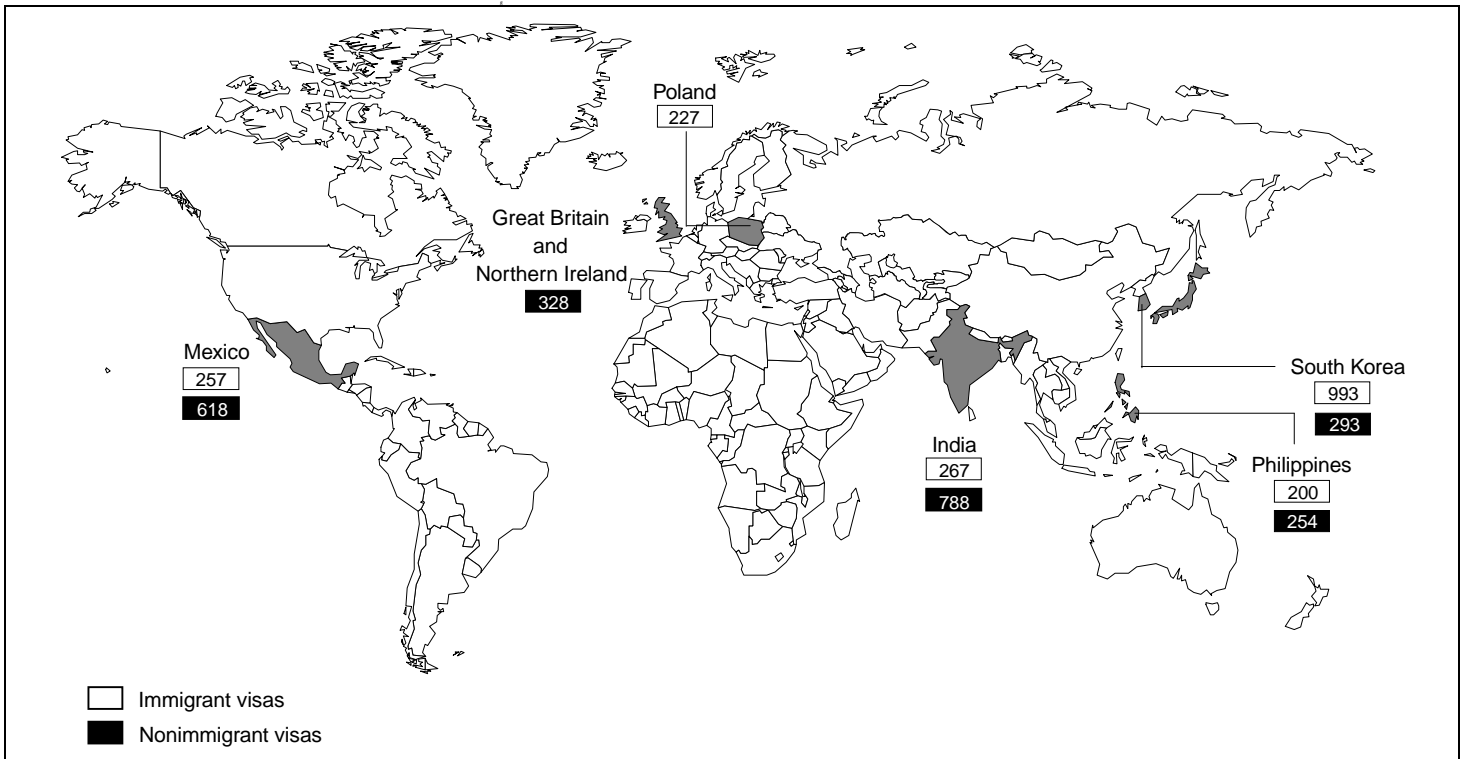 Poland
227
Great Britain
and
Northern Ireland
328
Mexico
257
618
South Korea
993
293
India
267
788
Philippines
200
254
Immigrant visas
Nonimmigrant visas